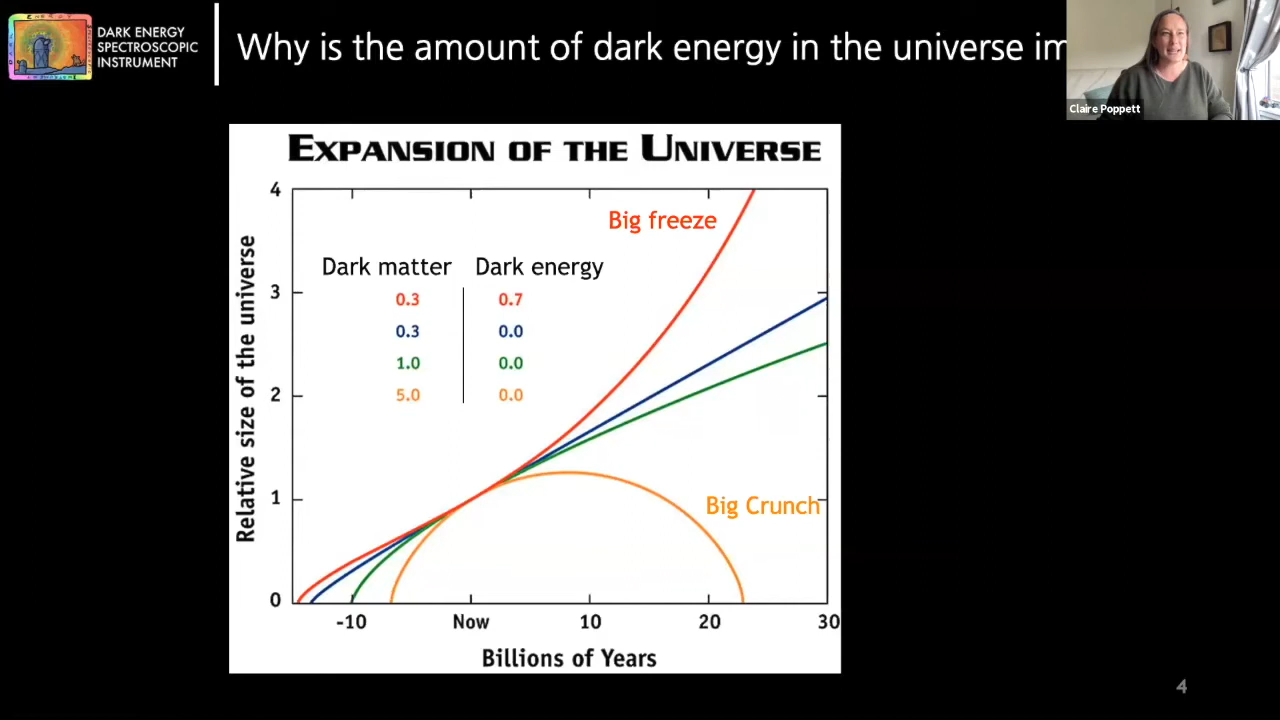 DARK ENERGY
SPECTROSCOPIC
INSTRUMENT
Why is the amount of dark energy in the universe im
Claire Poppett
EXPANSION OF THE UNIVERSE
Relative size of the universe
4
3
2
1
0
Big freeze
Dark matter Dark energy
0.3 0.7
0.3 0.0
1.0 0.0
5.0 0.0
Big Crunch
-10 Now 10 20 30
Billions of Years
4